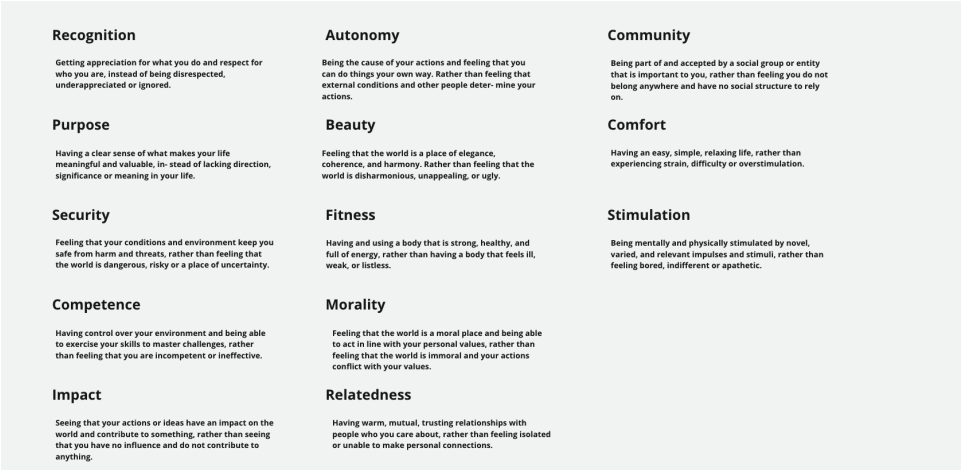 Recognition
Getting appreciation for what you do and respect for
who you are, instead of being disrespected,
underappreciated or ignored.
Purpose
Having a clear sense of what makes your life
meaningful and valuable, in- stead of lacking direction,
significance or meaning in your life.
Security
Feeling that your conditions and environment keep you
safe from harm and threats, rather than feeling that
the world is dangerous, risky or a place of uncertainty.
Competence
Having control over your environment and being able
to exercise your skills to master challenges, rather
than feeling that you are incompetent or ineffective.
Impact
Seeing that your actions or ideas have an impact on the
world and contribute to something, rather than seeing
that you have no influence and do not contribute to
anything.
Autonomy
Being the cause of your actions and feeling that you
can do things your own way. Rather than feeling that
external conditions and other people deter- mine your
actions.
Beauty
Feeling that the world is a place of elegance,
coherence, and harmony. Rather than feeling that the
world is disharmonious, unappealing, or ugly.
Fitness
Having and using a body that is strong, healthy, and
full of energy, rather than having a body that feels ill,
weak, or listless.
Morality
Feeling that the world is a moral place and being able
to act in line with your personal values, rather than
feeling that the world is immoral and your actions
conflict with your values.
Relatedness
Having warm, mutual, trusting relationships with
people who you care about, rather than feeling isolated
or unable to make personal connections.
Community
Being part of and accepted by a social group or entity
that is important to you, rather than feeling you do not
belong anywhere and have no social structure to rely
on.
Comfort
Having an easy, simple, relaxing life, rather than
experiencing strain, difficulty or overstimulation.
Stimulation
Being mentally and physically stimulated by novel,
varied, and relevant impulses and stimuli, rather than
feeling bored, indifferent or apathetic.